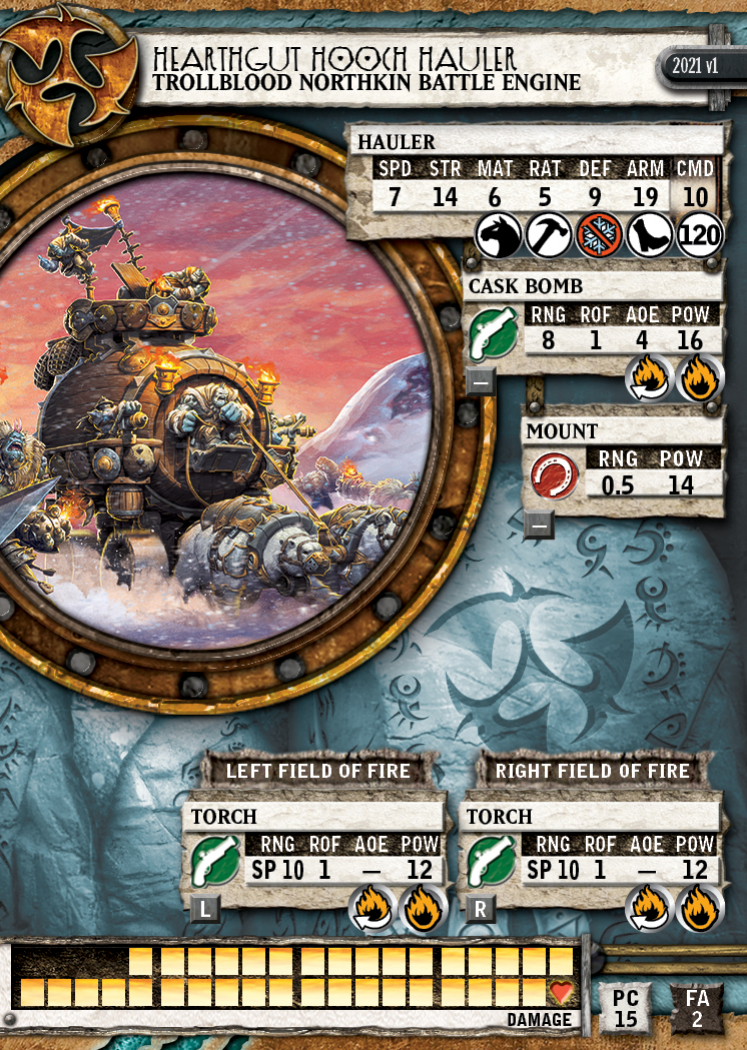 HEARTHGUT HOOCH HAULER
TROLLBLOOD NORTHKIN BATTLE ENGINE
2021 v1
HAULER
SPD STR MAT RAT DEF ARM CMD
7 14 6 5 9 19 10
120
CASK BOMB
RNG ROF AOE POW
8 1 4 16
–
MOUNT
RNG POW
0.5 14
–
LEFT FIELD OF FIRE
TORCH
RNG ROF AOE POW
SP 10 1 — 12
L
RIGHT FIELD OF FIRE
TORCH
RNG ROF AOE POW
SP 10 1 — 12
R
DAMAGE
PC
15
FA
2